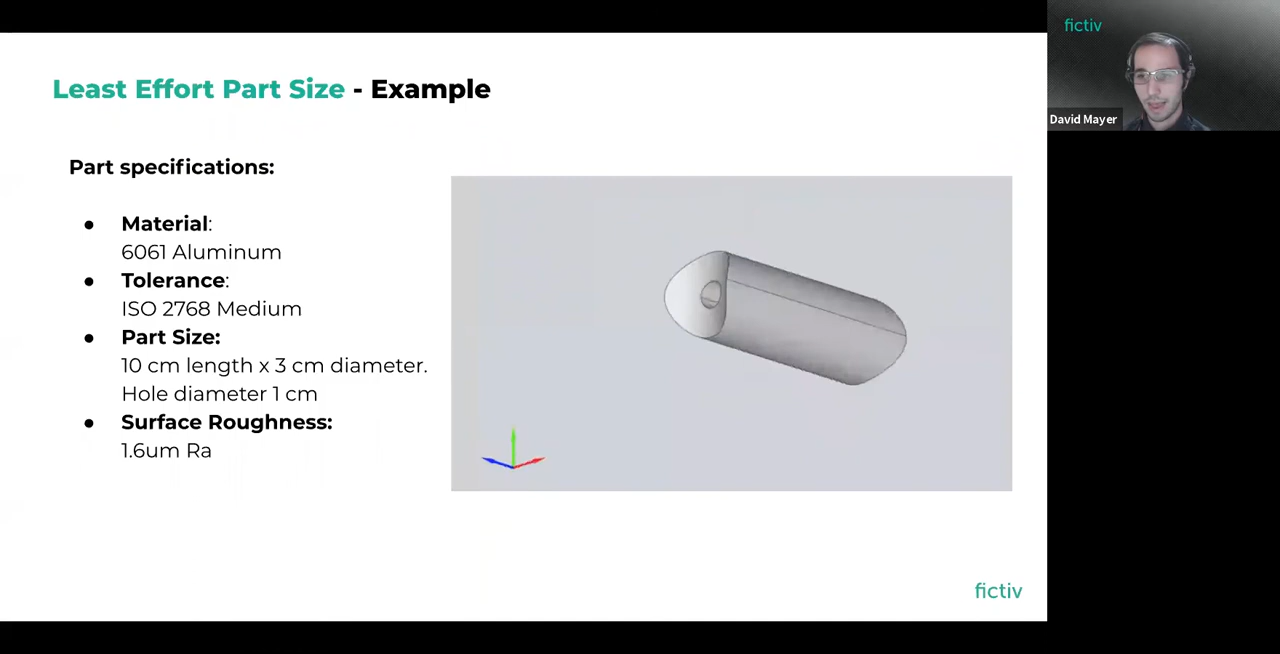 fictiv
David Mayer
Least Effort Part Size - Example
Part specifications:
● Material:
6061 Aluminum
● Tolerance:
ISO 2768 Medium
● Part Size:
10 cm length x 3 cm diameter.
Hole diameter 1 cm
● Surface Roughness:
1.6um Ra
fictiv